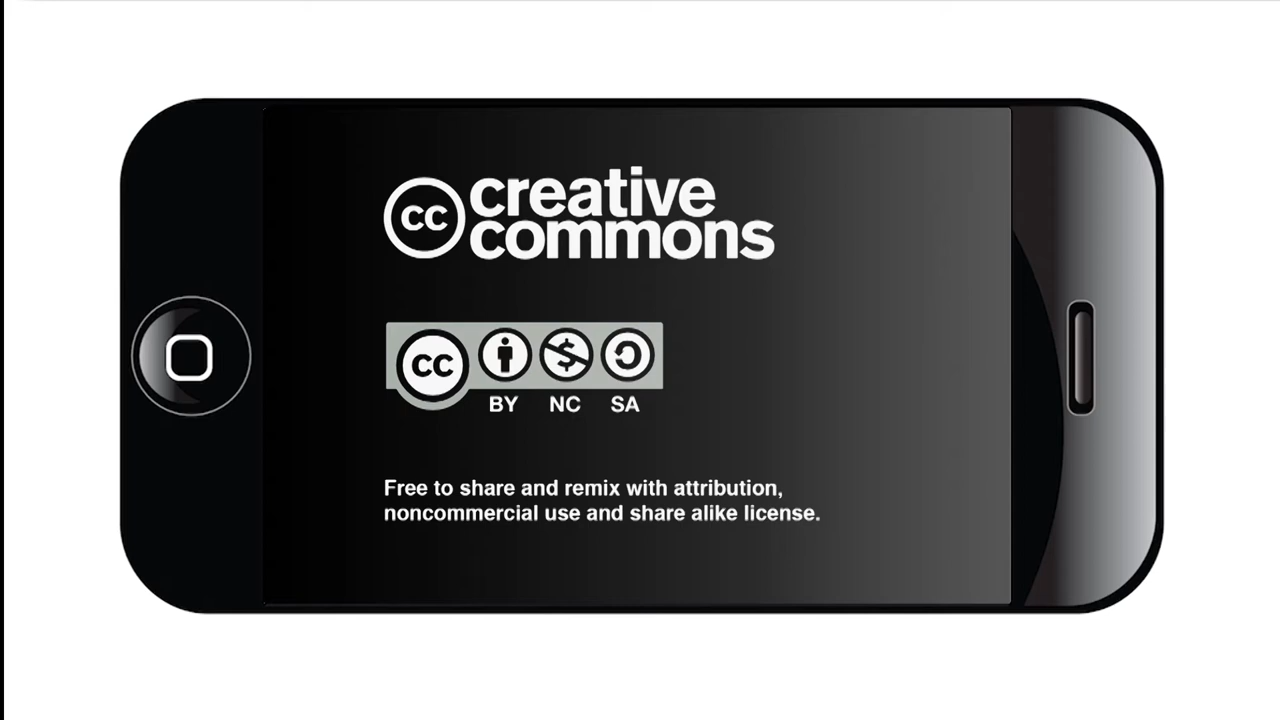 cc creative
commons
cc
BY NC SA
Free to share and remix with attribution,
noncommercial use and share alike license.